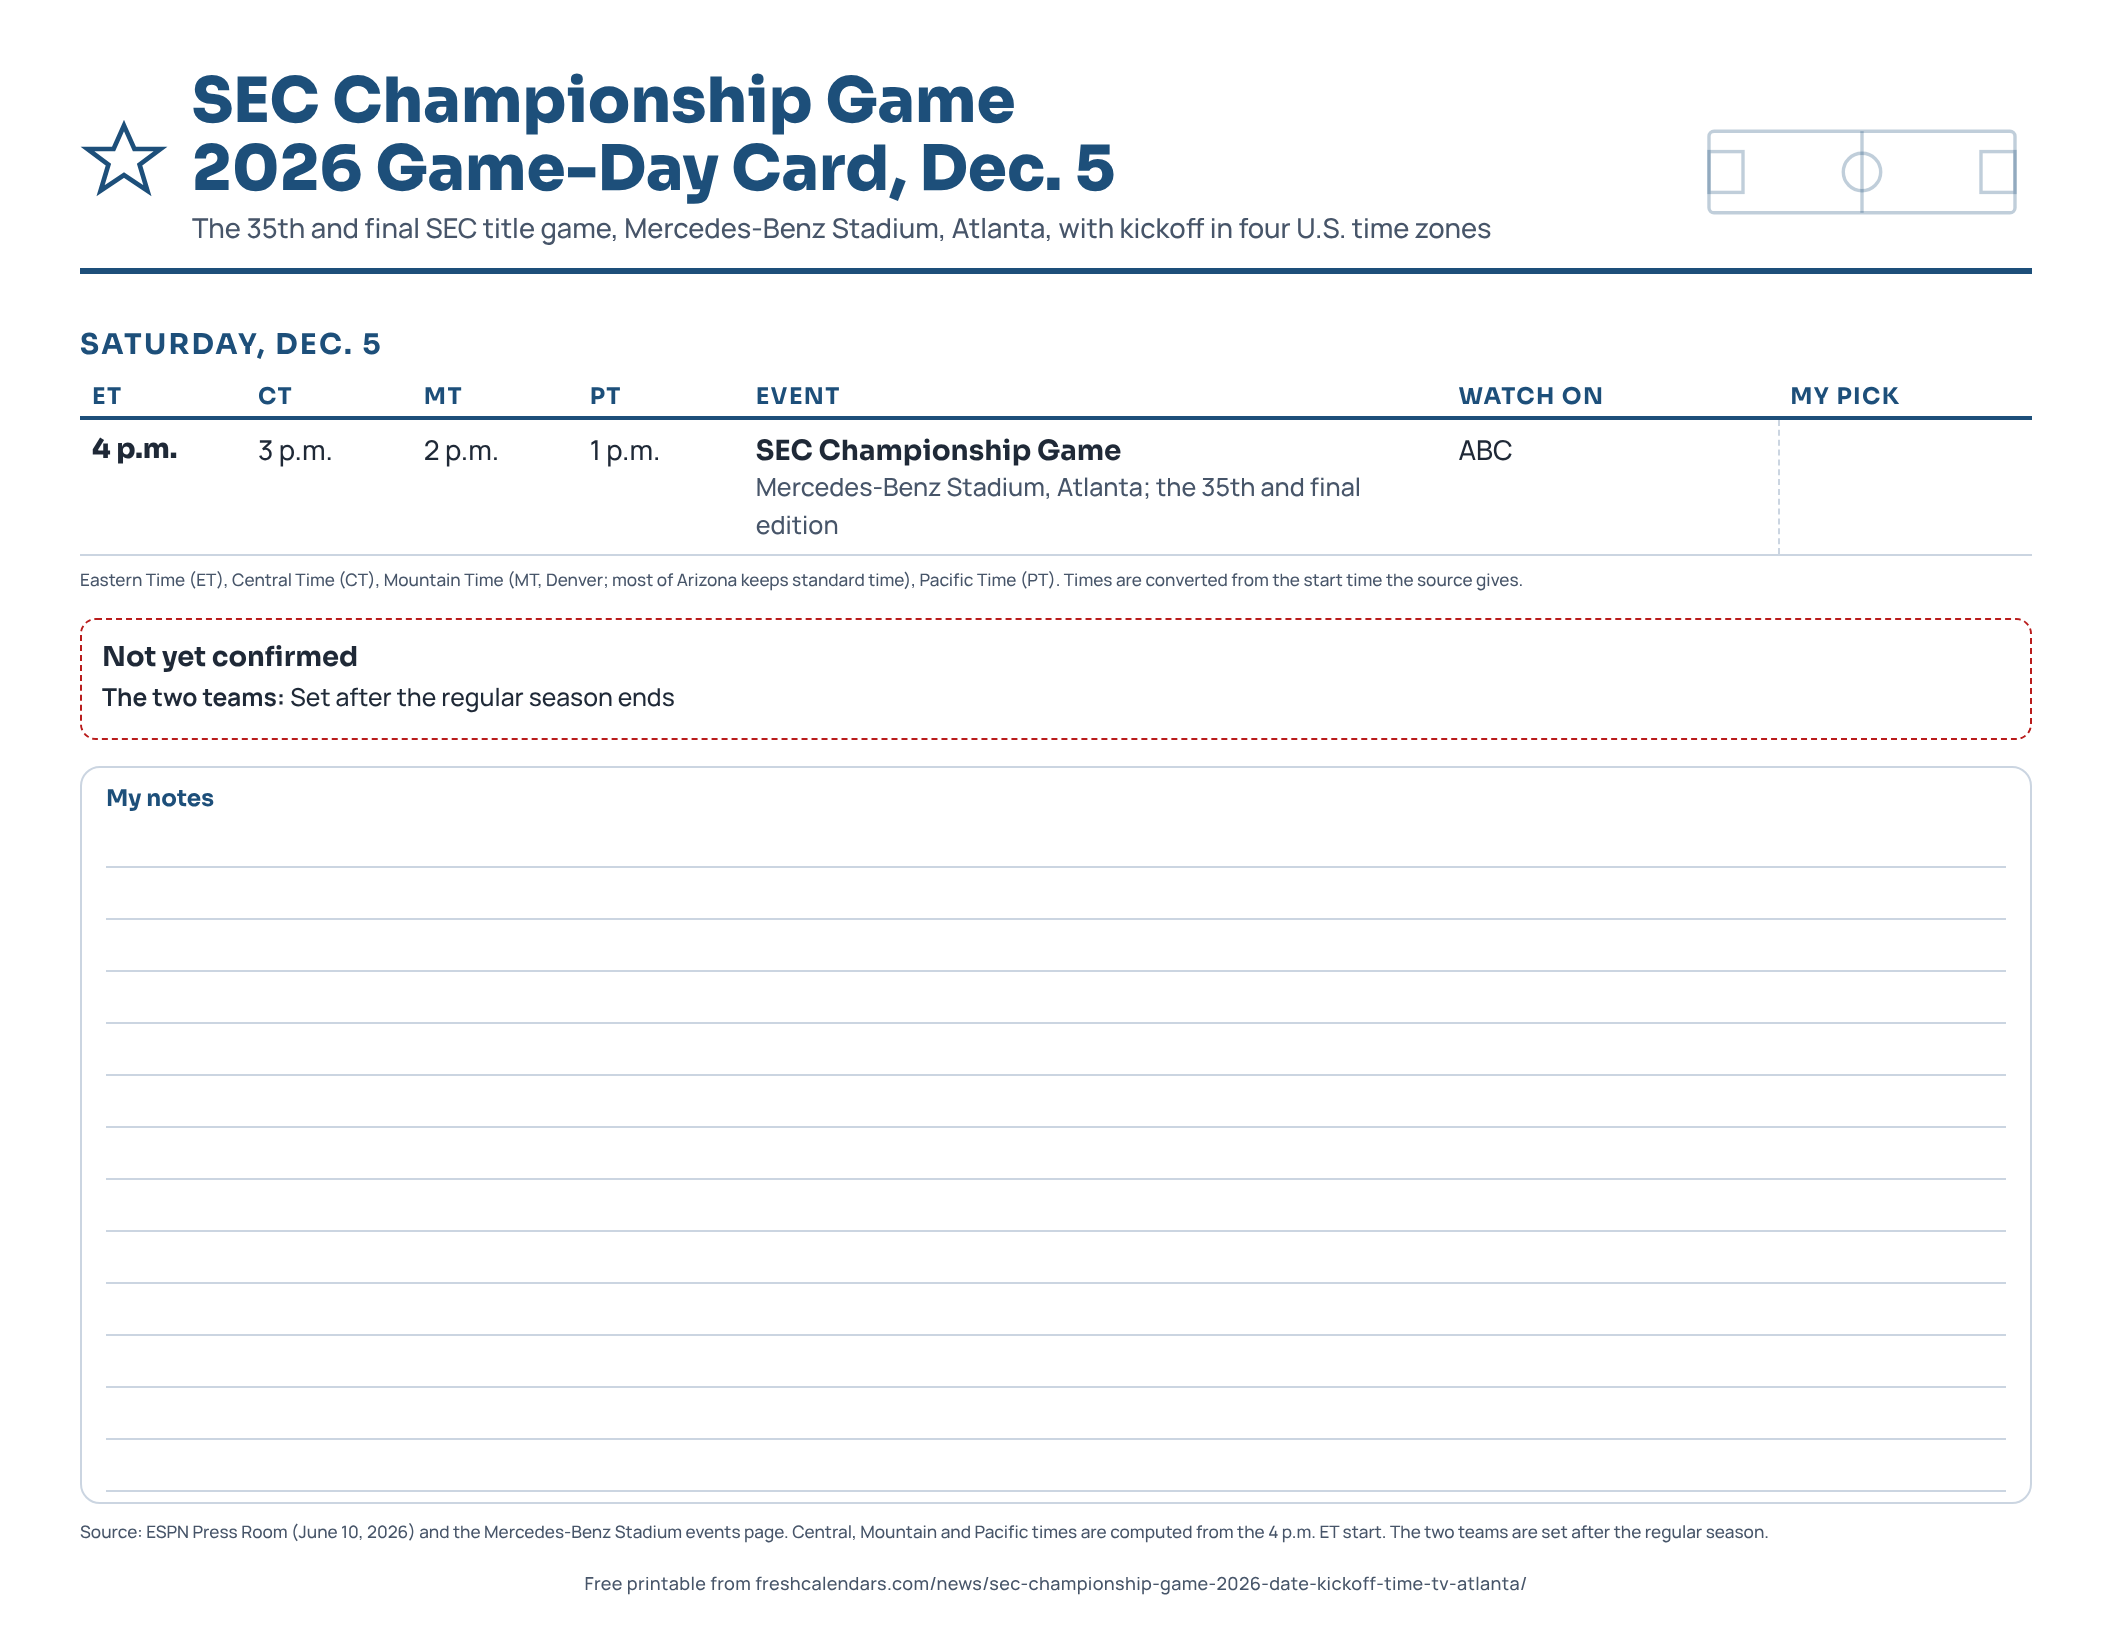 SEC Championship Game
2026 Game-Day Card, Dec. 5
The 35th and final SEC title game, Mercedes-Benz Stadium, Atlanta, with kickoff in four U.S. time zones
SATURDAY, DEC. 5
ET CT MT PT EVENT WATCH ON MY PICK
4 p.m. 3 p.m. 2 p.m. 1 p.m. SEC Championship Game ABC
Mercedes-Benz Stadium, Atlanta; the 35th and final
edition
Eastern Time (ET), Central Time (CT), Mountain Time (MT, Denver; most of Arizona keeps standard time), Pacific Time (PT). Times are converted from the start time the source gives.
Not yet confirmed
The two teams: Set after the regular season ends
My notes
Source: ESPN Press Room (June 10, 2026) and the Mercedes-Benz Stadium events page. Central, Mountain and Pacific times are computed from the 4 p.m. ET start. The two teams are set after the regular season.
Free printable from freshcalendars.com/news/sec-championship-game-2026-date-kickoff-time-tv-atlanta/